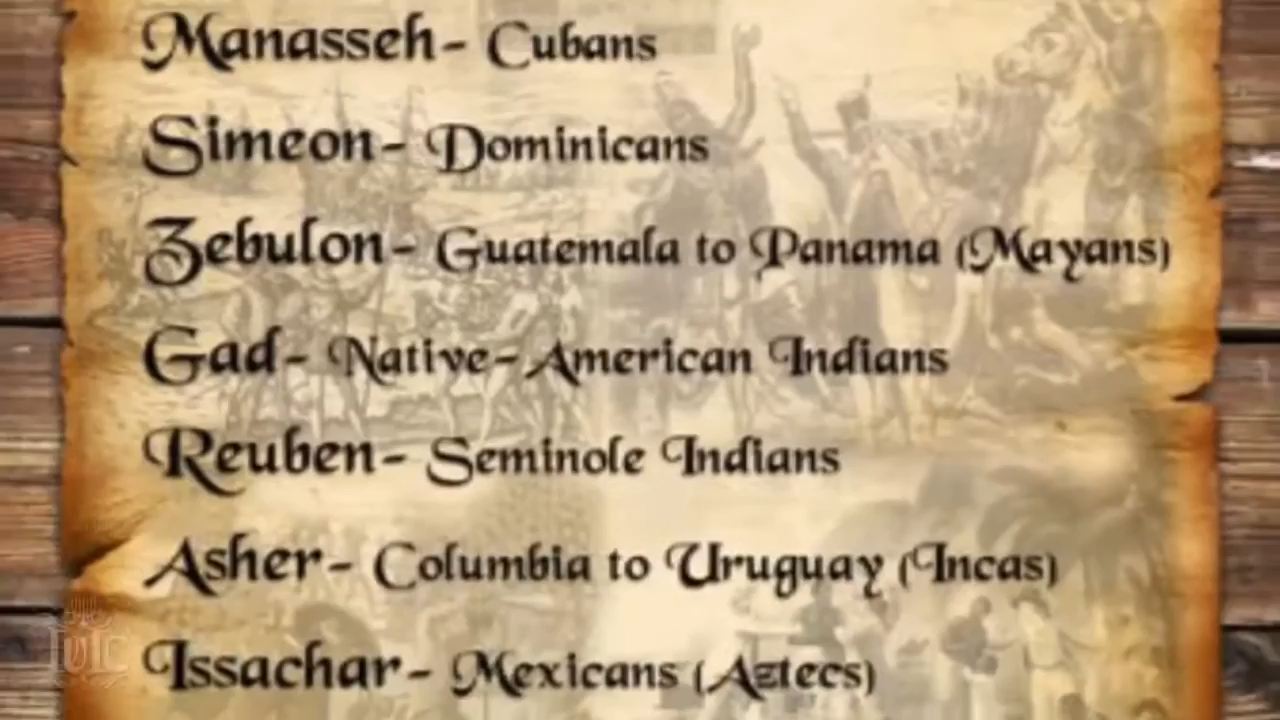 Manasseh- Cubans
Simeon- Dominicans
Zebulon- Guatemala to Panama (Mayans)
Gad- Native-American Indians
Reuben- Seminole Indians
Asher- Columbia to Uruguay (Incas)
Issachar- Mexicans (Aztecs)
IUIC